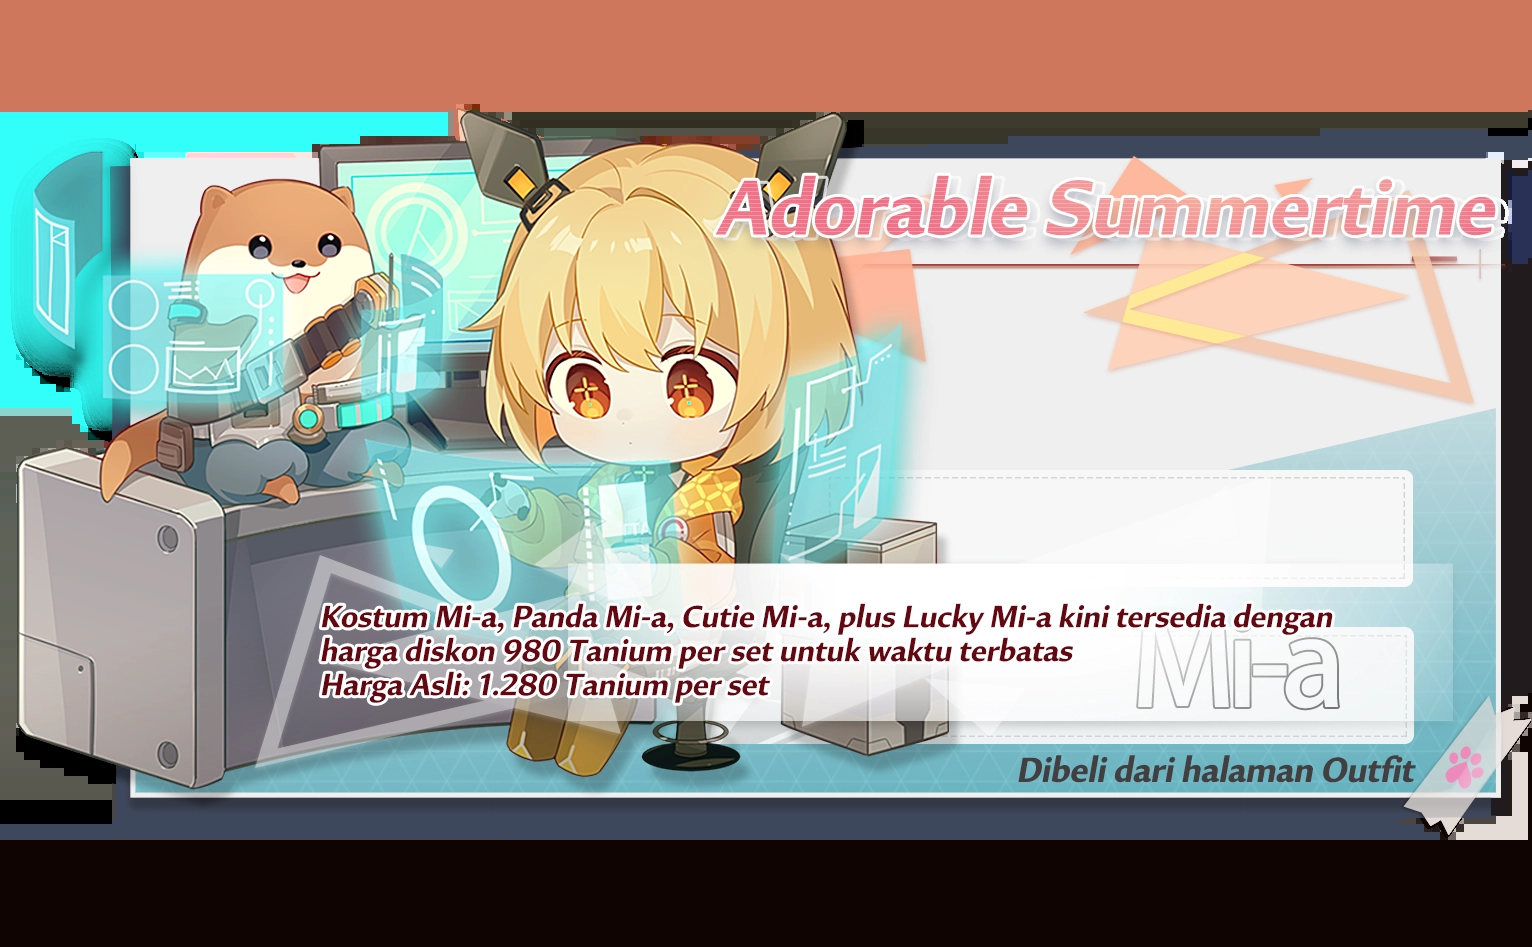 Adorable Summertime
Kostum Mi-a, Panda Mi-a, Cutie Mi-a, plus Lucky Mi-a kini tersedia dengan
harga diskon 980 Tanium per set untuk waktu terbatas
Harga Asli: 1.280 Tanium per set
Mi-a
Dibeli dari halaman Outfit